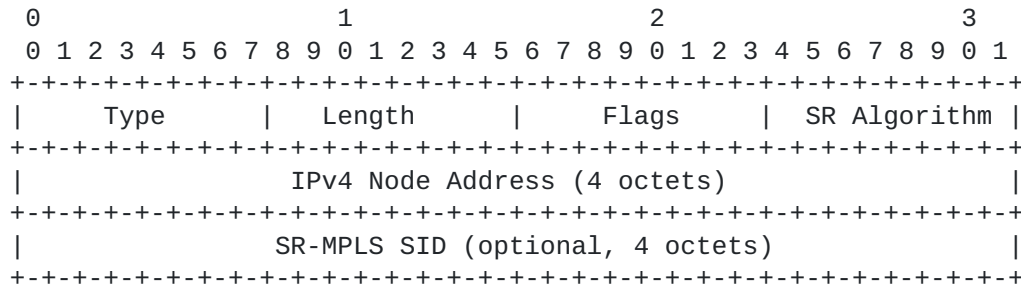 0                   1                   2                   3
 0 1 2 3 4 5 6 7 8 9 0 1 2 3 4 5 6 7 8 9 0 1 2 3 4 5 6 7 8 9 0 1
+-+-+-+-+-+-+-+-+-+-+-+-+-+-+-+-+-+-+-+-+-+-+-+-+-+-+-+-+-+-+-+-+
|     Type      |   Length      |     Flags     |  SR Algorithm |
+-+-+-+-+-+-+-+-+-+-+-+-+-+-+-+-+-+-+-+-+-+-+-+-+-+-+-+-+-+-+-+-+
|                 IPv4 Node Address (4 octets)                  |
+-+-+-+-+-+-+-+-+-+-+-+-+-+-+-+-+-+-+-+-+-+-+-+-+-+-+-+-+-+-+-+-+
|                SR-MPLS SID (optional, 4 octets)               |
+-+-+-+-+-+-+-+-+-+-+-+-+-+-+-+-+-+-+-+-+-+-+-+-+-+-+-+-+-+-+-+-+